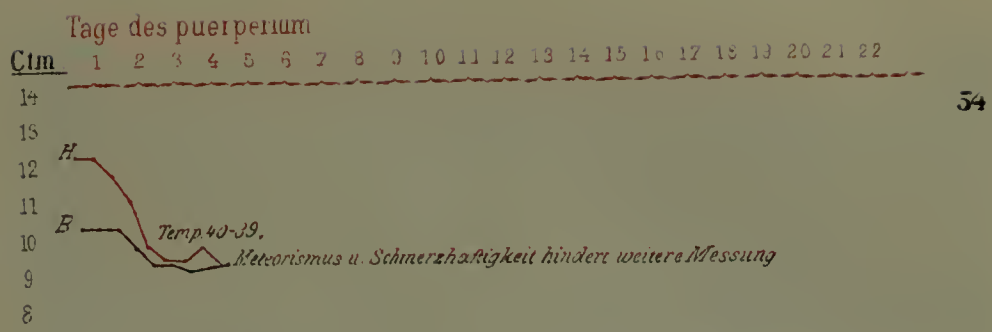 Tage des puerperium
Ctm 1 2 3 4 5 6 7 8 9 10 11 12 13 14 15 16 17 18 19 20 21 22
14
54
13
H
12
11
B
Temp. 40-39.
10
Meteorismus u. Schmerzhaftigkeit hindern weitere Messung
9
8